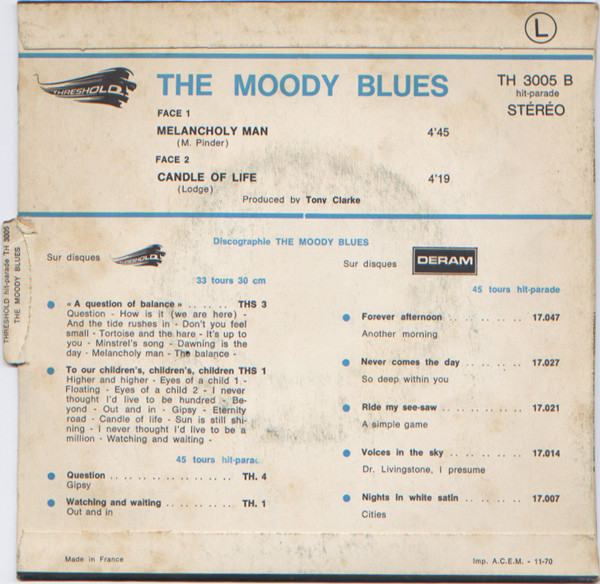 L
THRESHOLD
THE MOODY BLUES
TH 3005 B
hit-parade
STÉRÉO
FACE 1
MELANCHOLY MAN 4'45
(M. Pinder)
FACE 2
CANDLE OF LIFE 4'19
(Lodge)
Produced by Tony Clarke
THRESHOLD hit-parade TH 3005
THE MOODY BLUES
Discographie THE MOODY BLUES
Sur disques THRESHOLD
33 tours 30 cm
« A question of balance » . . . . . THS 3
Question - How is it (we are here) -
And the tide rushes in - Don't you feel
small - Tortoise and the hare - It's up to
you - Minstrel's song - Dawning is the
day - Melancholy man - The balance -
To our children's, children's, children THS 1
Higher and higher - Eyes of a child 1 -
Floating - Eyes of a child 2 - I never
thought I'd live to be hundred - Be-
yond - Out and in - Gipsy - Eternity
road - Candle of life - Sun is still shi-
ning - I never thought I'd live to be a
million - Watching and waiting -
45 tours hit-parade
Question . . . . . . . . . . . . . . TH. 4
Gipsy
Watching and waiting . . . . . . . . TH. 1
Out and in
Sur disques DERAM
45 tours hit-parade
Forever afternoon . . . . . . . . 17.047
Another morning
Never comes the day . . . . . . . 17.027
So deep within you
Ride my see-saw . . . . . . . . . 17.021
A simple game
Voices in the sky . . . . . . . . 17.014
Dr. Livingstone, I presume
Nights in white satin . . . . . . 17.007
Cities
Made in France
Imp. A.C.E.M. - 11-70